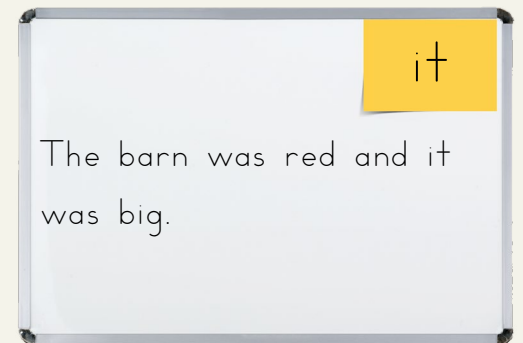 it
The barn was red and it
was big.